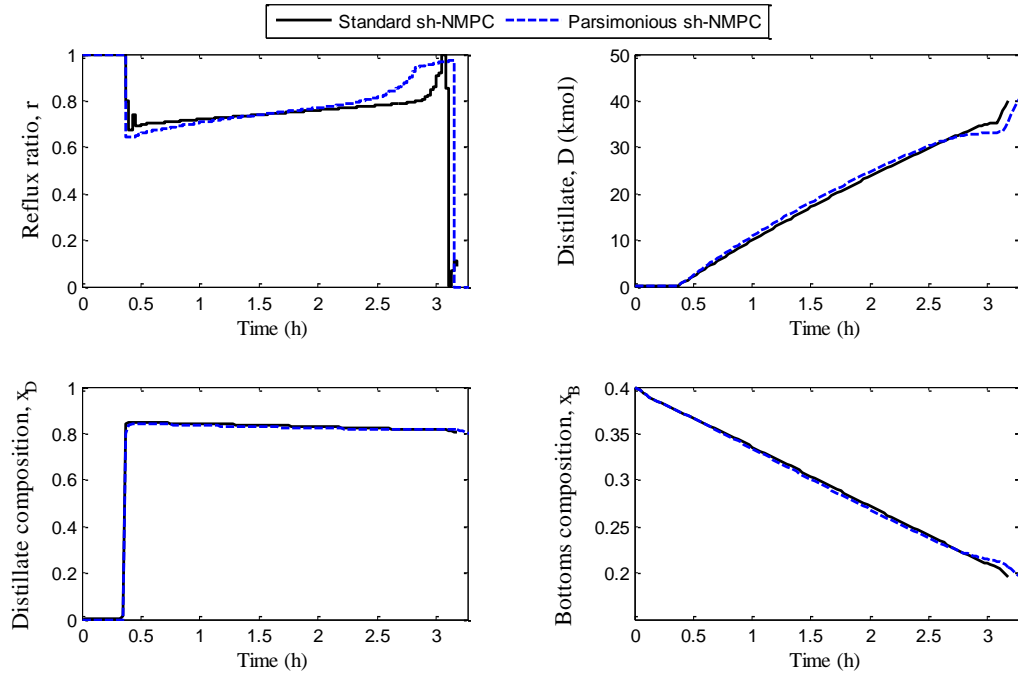 Standard sh-NMPC Parsimonious sh-NMPC
Reflux ratio, r
1
0.8
0.6
0.4
0.2
0
0 0.5 1 1.5 2 2.5 3
Time (h)
Distillate, D (kmol)
50
40
30
20
10
0
0 0.5 1 1.5 2 2.5 3
Time (h)
Distillate composition, x_D
1
0.8
0.6
0.4
0.2
0
0 0.5 1 1.5 2 2.5 3
Time (h)
Bottoms composition, x_B
0.4
0.35
0.3
0.25
0.2
0 0.5 1 1.5 2 2.5 3
Time (h)